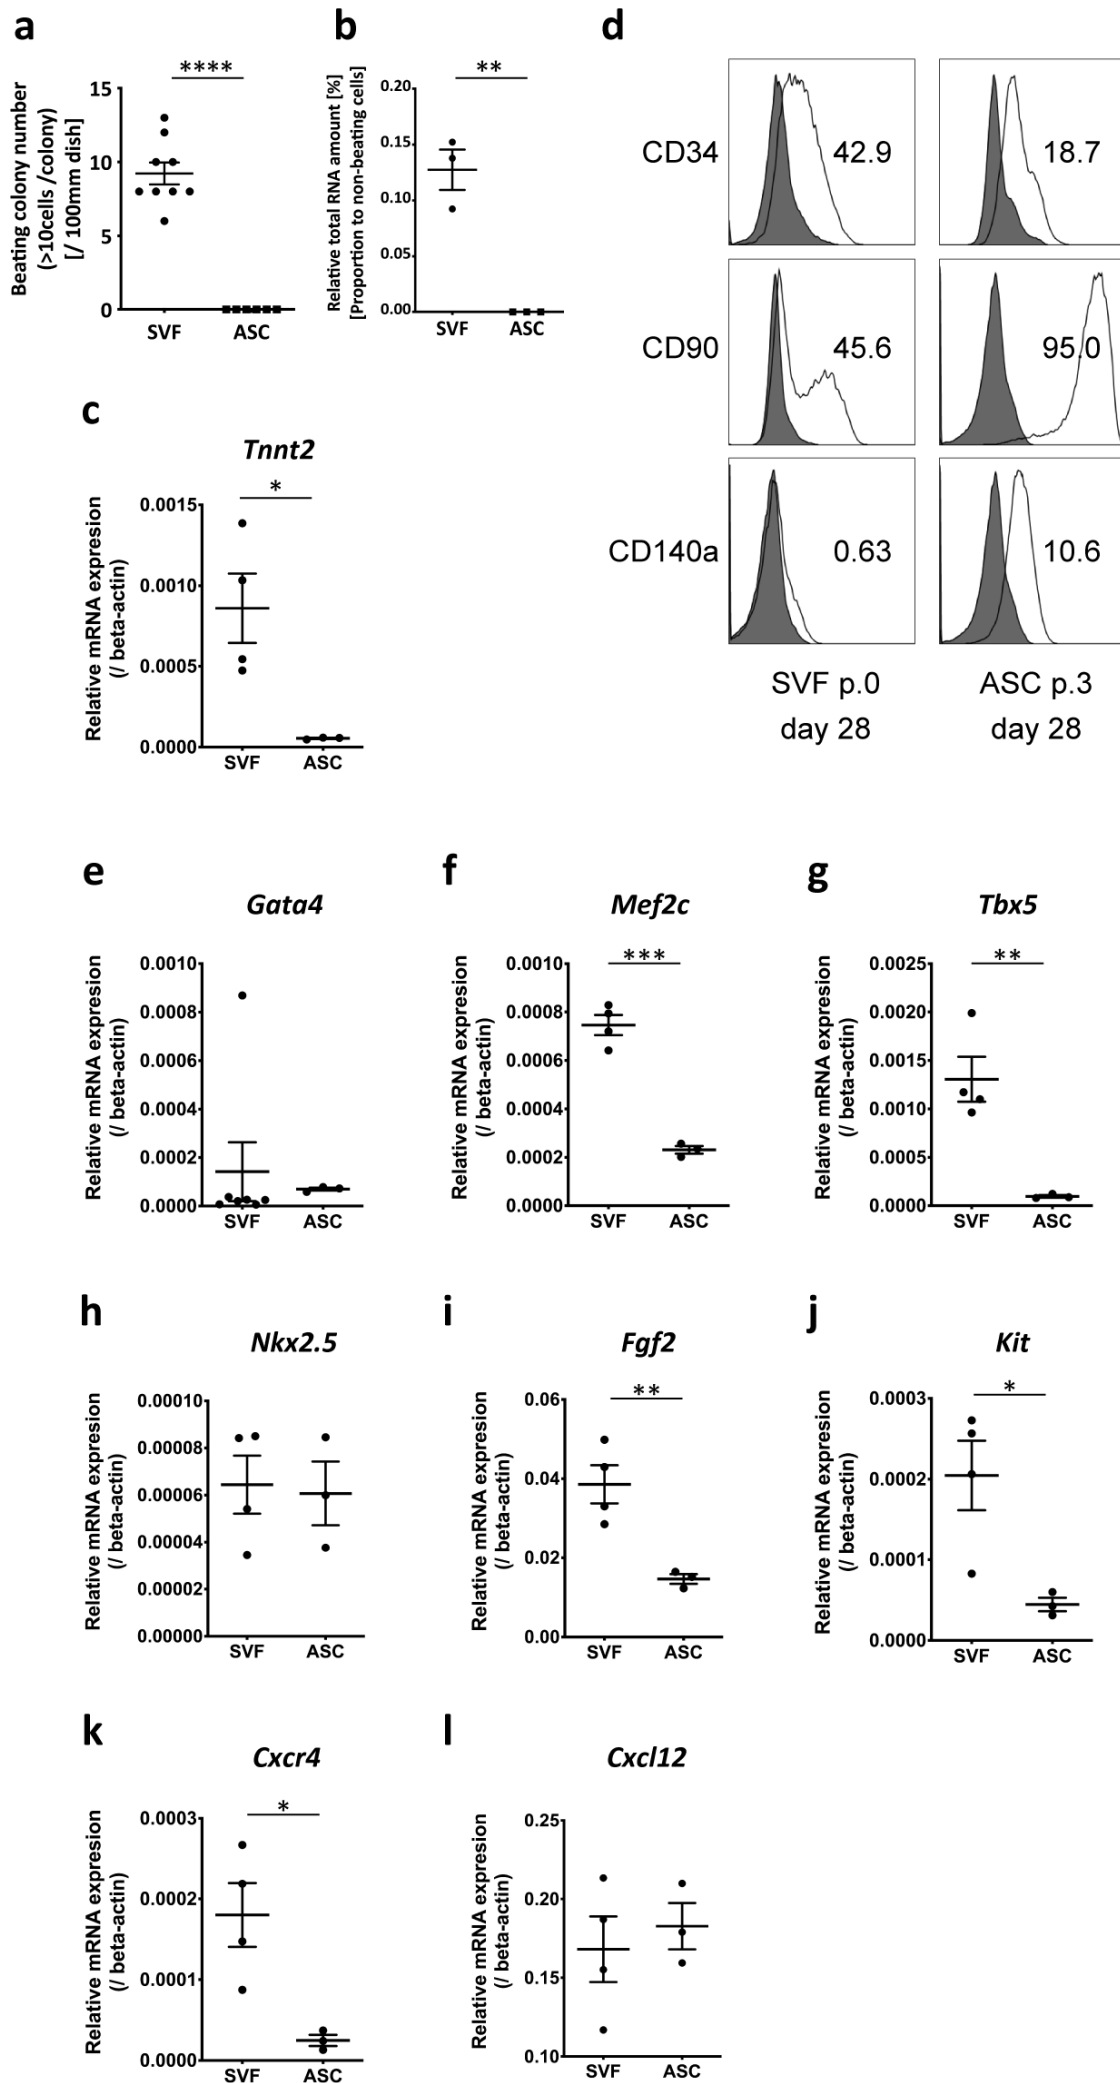 a
****
Beating colony number
(>10cells /colony)
[/ 100mm dish]
15
10
5
0
SVF
ASC
b
**
Relative total RNA amount [%]
[Proportion to non-beating cells]
0.20
0.15
0.10
0.05
0.00
SVF
ASC
c
Tnnt2
*
Relative mRNA expresion
(/ beta-actin)
0.0015
0.0010
0.0005
0.0000
SVF
ASC
d
CD34
42.9
18.7
CD90
45.6
95.0
CD140a
0.63
10.6
SVF p.0
day 28
ASC p.3
day 28
e
Gata4
Relative mRNA expresion
(/ beta-actin)
0.0010
0.0008
0.0006
0.0004
0.0002
0.0000
SVF
ASC
f
Mef2c
***
Relative mRNA expresion
(/ beta-actin)
0.0010
0.0008
0.0006
0.0004
0.0002
0.0000
SVF
ASC
g
Tbx5
**
Relative mRNA expresion
(/ beta-actin)
0.0025
0.0020
0.0015
0.0010
0.0005
0.0000
SVF
ASC
h
Nkx2.5
Relative mRNA expresion
(/ beta-actin)
0.00010
0.00008
0.00006
0.00004
0.00002
0.00000
SVF
ASC
i
Fgf2
**
Relative mRNA expresion
(/ beta-actin)
0.06
0.04
0.02
0.00
SVF
ASC
j
Kit
*
Relative mRNA expresion
(/ beta-actin)
0.0003
0.0002
0.0001
0.0000
SVF
ASC
k
Cxcr4
*
Relative mRNA expresion
(/ beta-actin)
0.0003
0.0002
0.0001
0.0000
SVF
ASC
l
Cxcl12
Relative mRNA expresion
(/ beta-actin)
0.25
0.20
0.15
0.10
SVF
ASC